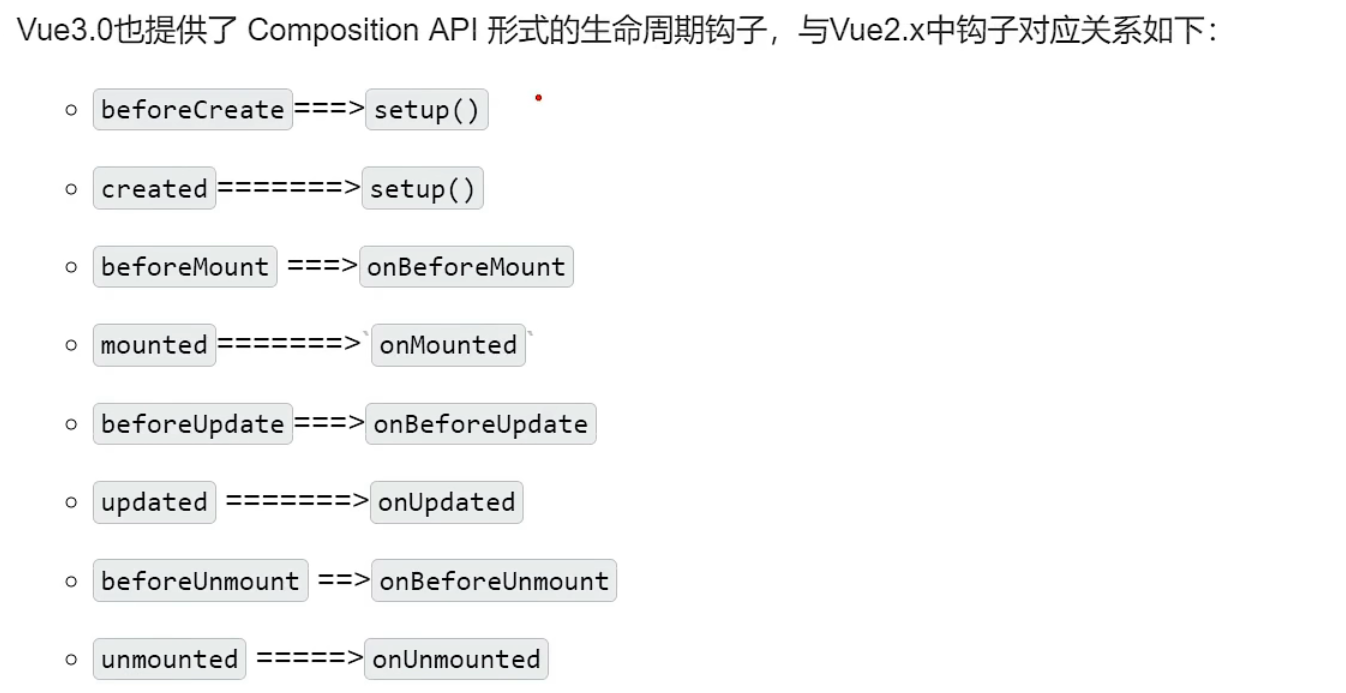 Vue3.0也提供了 Composition API 形式的生命周期钩子，与Vue2.x中钩子对应关系如下：
beforeCreate===>setup()
created=======>setup()
beforeMount ===>onBeforeMount
mounted=======>`onMounted`
beforeUpdate===>onBeforeUpdate
updated =======>onUpdated
beforeUnmount ==>onBeforeUnmount
unmounted =====>onUnmounted